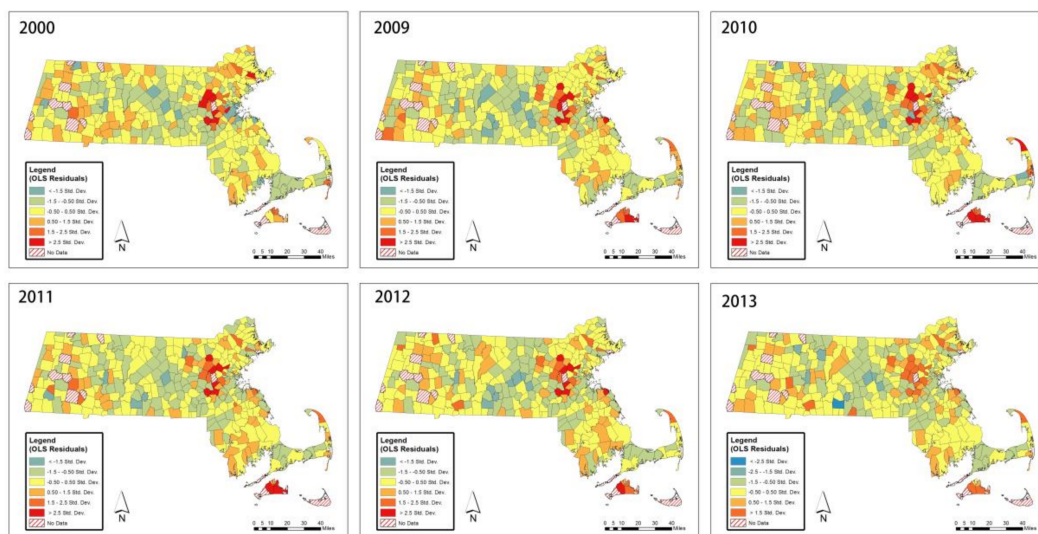 2000
Legend
(OLS Residuals)
< -1.5 Std. Dev.
-1.5 - -0.50 Std. Dev.
-0.50 - 0.50 Std. Dev.
0.50 - 1.5 Std. Dev.
1.5 - 2.5 Std. Dev.
> 2.5 Std. Dev.
No Data
N
0 5 10 20 30 40
Miles
2009
Legend
(OLS Residuals)
< -1.5 Std. Dev.
-1.5 - -0.50 Std. Dev.
-0.50 - 0.50 Std. Dev.
0.50 - 1.5 Std. Dev.
1.5 - 2.5 Std. Dev.
> 2.5 Std. Dev.
No Data
N
0 5 10 20 30 40
Miles
2010
Legend
(OLS Residuals)
< -1.5 Std. Dev.
-1.5 - -0.50 Std. Dev.
-0.50 - 0.50 Std. Dev.
0.50 - 1.5 Std. Dev.
1.5 - 2.5 Std. Dev.
> 2.5 Std. Dev.
No Data
N
0 5 10 20 30 40
Miles
2011
Legend
(OLS Residuals)
< -1.5 Std. Dev.
-1.5 - -0.50 Std. Dev.
-0.50 - 0.50 Std. Dev.
0.50 - 1.5 Std. Dev.
1.5 - 2.5 Std. Dev.
> 2.5 Std. Dev.
No Data
N
0 5 10 20 30 40
Miles
2012
Legend
(OLS Residuals)
< -1.5 Std. Dev.
-1.5 - -0.50 Std. Dev.
-0.50 - 0.50 Std. Dev.
0.50 - 1.5 Std. Dev.
1.5 - 2.5 Std. Dev.
> 2.5 Std. Dev.
No Data
N
0 5 10 20 30 40
Miles
2013
Legend
(OLS Residuals)
< -2.5 Std. Dev.
-2.5 - -1.5 Std. Dev.
-1.5 - -0.50 Std. Dev.
-0.50 - 0.50 Std. Dev.
0.50 - 1.5 Std. Dev.
> 1.5 Std. Dev.
No Data
N
0 5 10 20 30 40
Miles